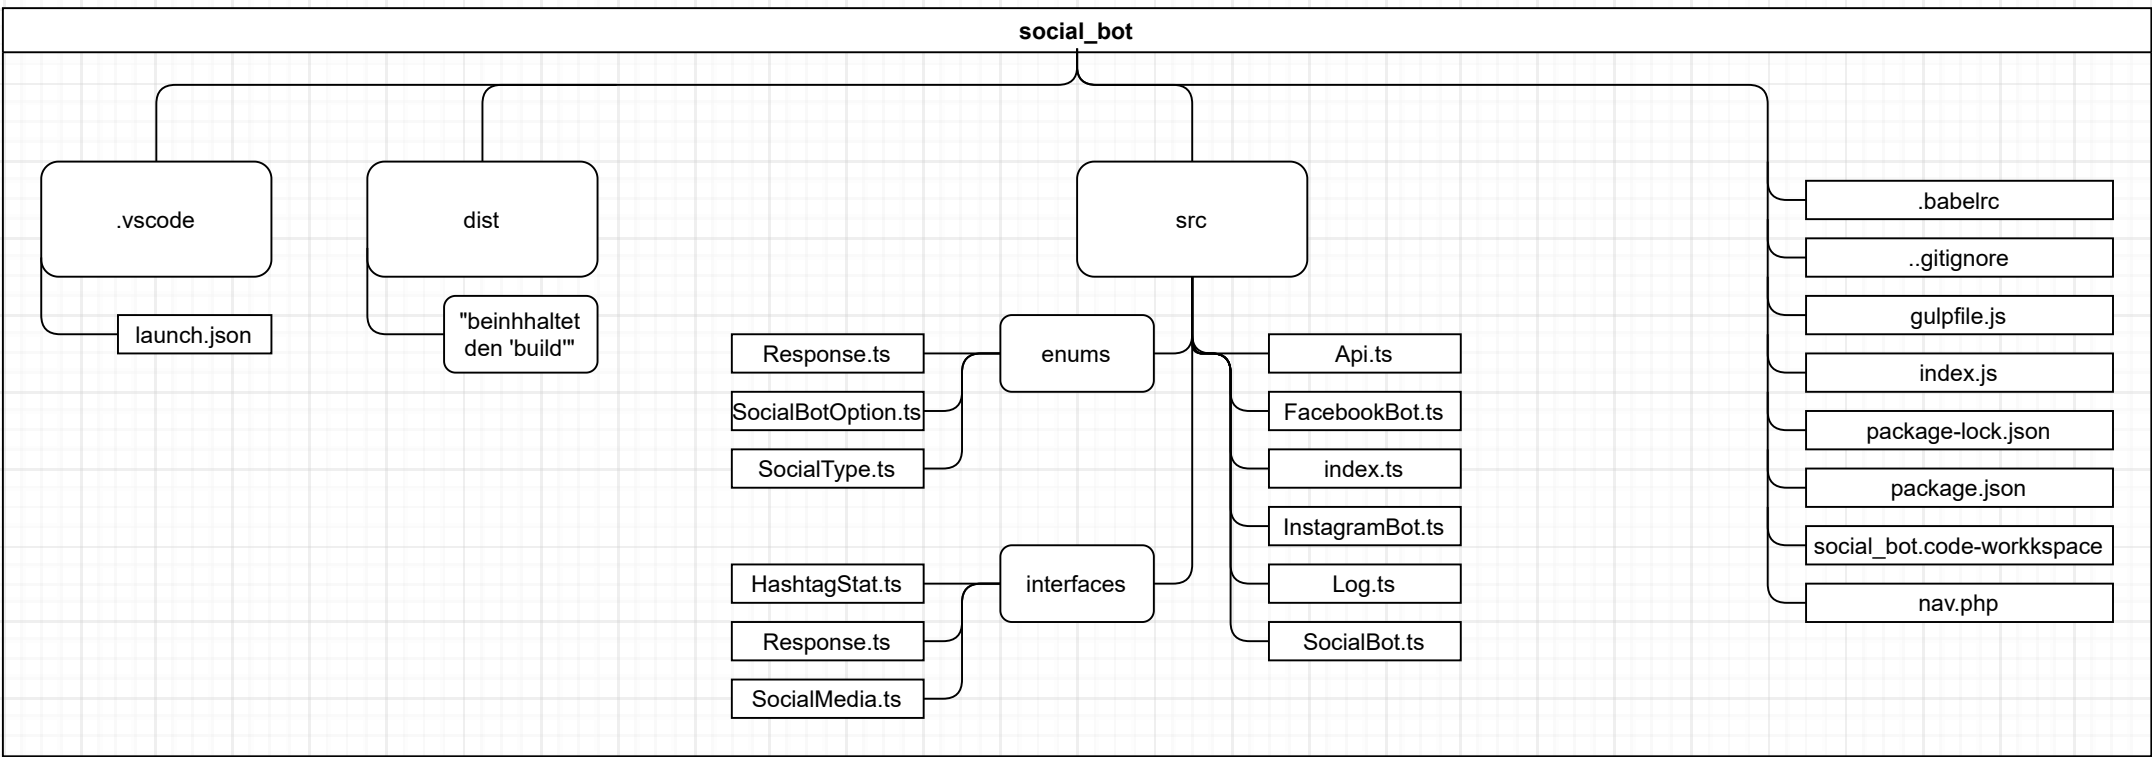 social_bot
.vscode
launch.json
dist
"beinhhaltet
den 'build'"
src
enums
Response.ts
SocialBotOption.ts
SocialType.ts
interfaces
HashtagStat.ts
Response.ts
SocialMedia.ts
Api.ts
FacebookBot.ts
index.ts
InstagramBot.ts
Log.ts
SocialBot.ts
.babelrc
..gitignore
gulpfile.js
index.js
package-lock.json
package.json
social_bot.code-workkspace
nav.php